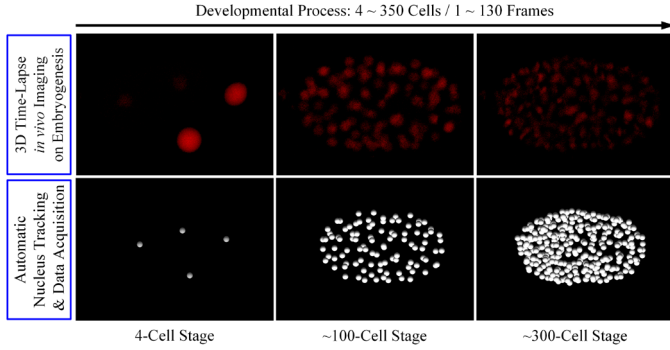 Developmental Process: 4 ~ 350 Cells / 1 ~ 130 Frames
3D Time-Lapse
in vivo Imaging
on Embryogenesis
Automatic
Nucleus Tracking
& Data Acquisition
4-Cell Stage
~100-Cell Stage
~300-Cell Stage